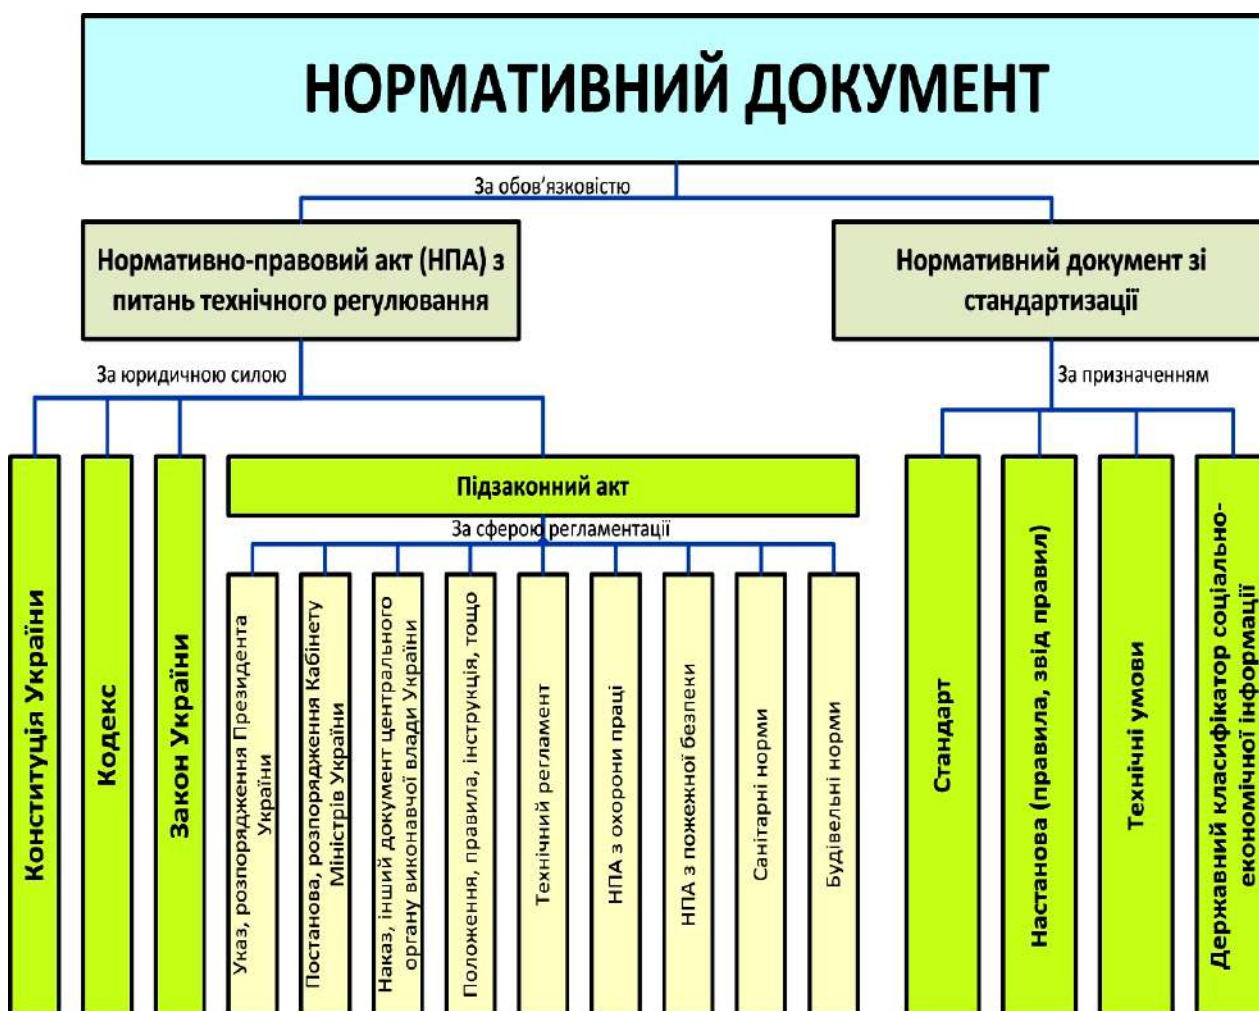 НОРМАТИВНИЙ ДОКУМЕНТ
За обов’язковістю
Нормативно-правовий акт (НПА) з
питань технічного регулювання
Нормативний документ зі
стандартизації
За юридичною силою
За призначенням
Конституція України
Кодекс
Закон України
Підзаконний акт
За сферою регламентації
Указ, розпорядження Президента
України
Постанова, розпорядження Кабінету
Міністрів України
Наказ, інший документ центрального
органу виконавчої влади України
Положення, правила, інструкція, тощо
Технічний регламент
НПА з охорони праці
НПА з пожежної безпеки
Санітарні норми
Будівельні норми
Стандарт
Настанова (правила, звід правил)
Технічні умови
Державний класифікатор соціально-
економічної інформації